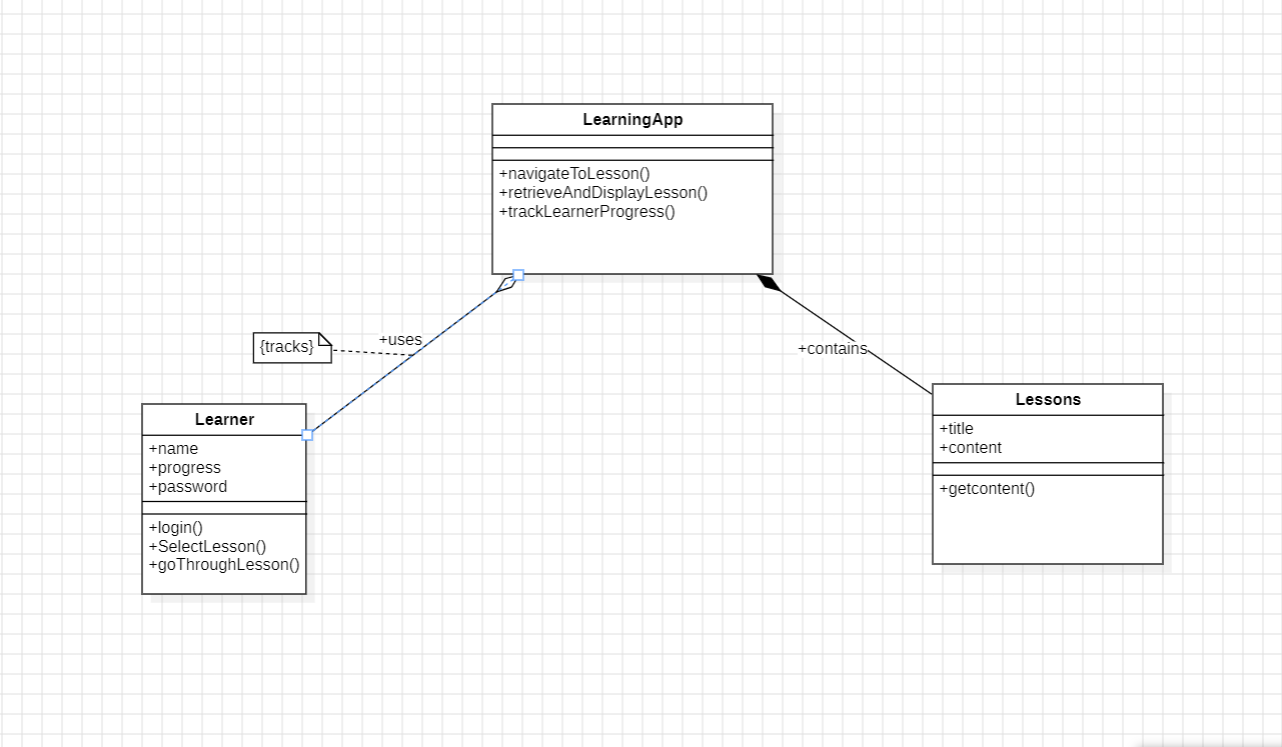 LearningApp
+navigateToLesson()
+retrieveAndDisplayLesson()
+trackLearnerProgress()
+uses
{tracks}
+contains
Learner
+name
+progress
+password
+login()
+SelectLesson()
+goThroughLesson()
Lessons
+title
+content
+getcontent()